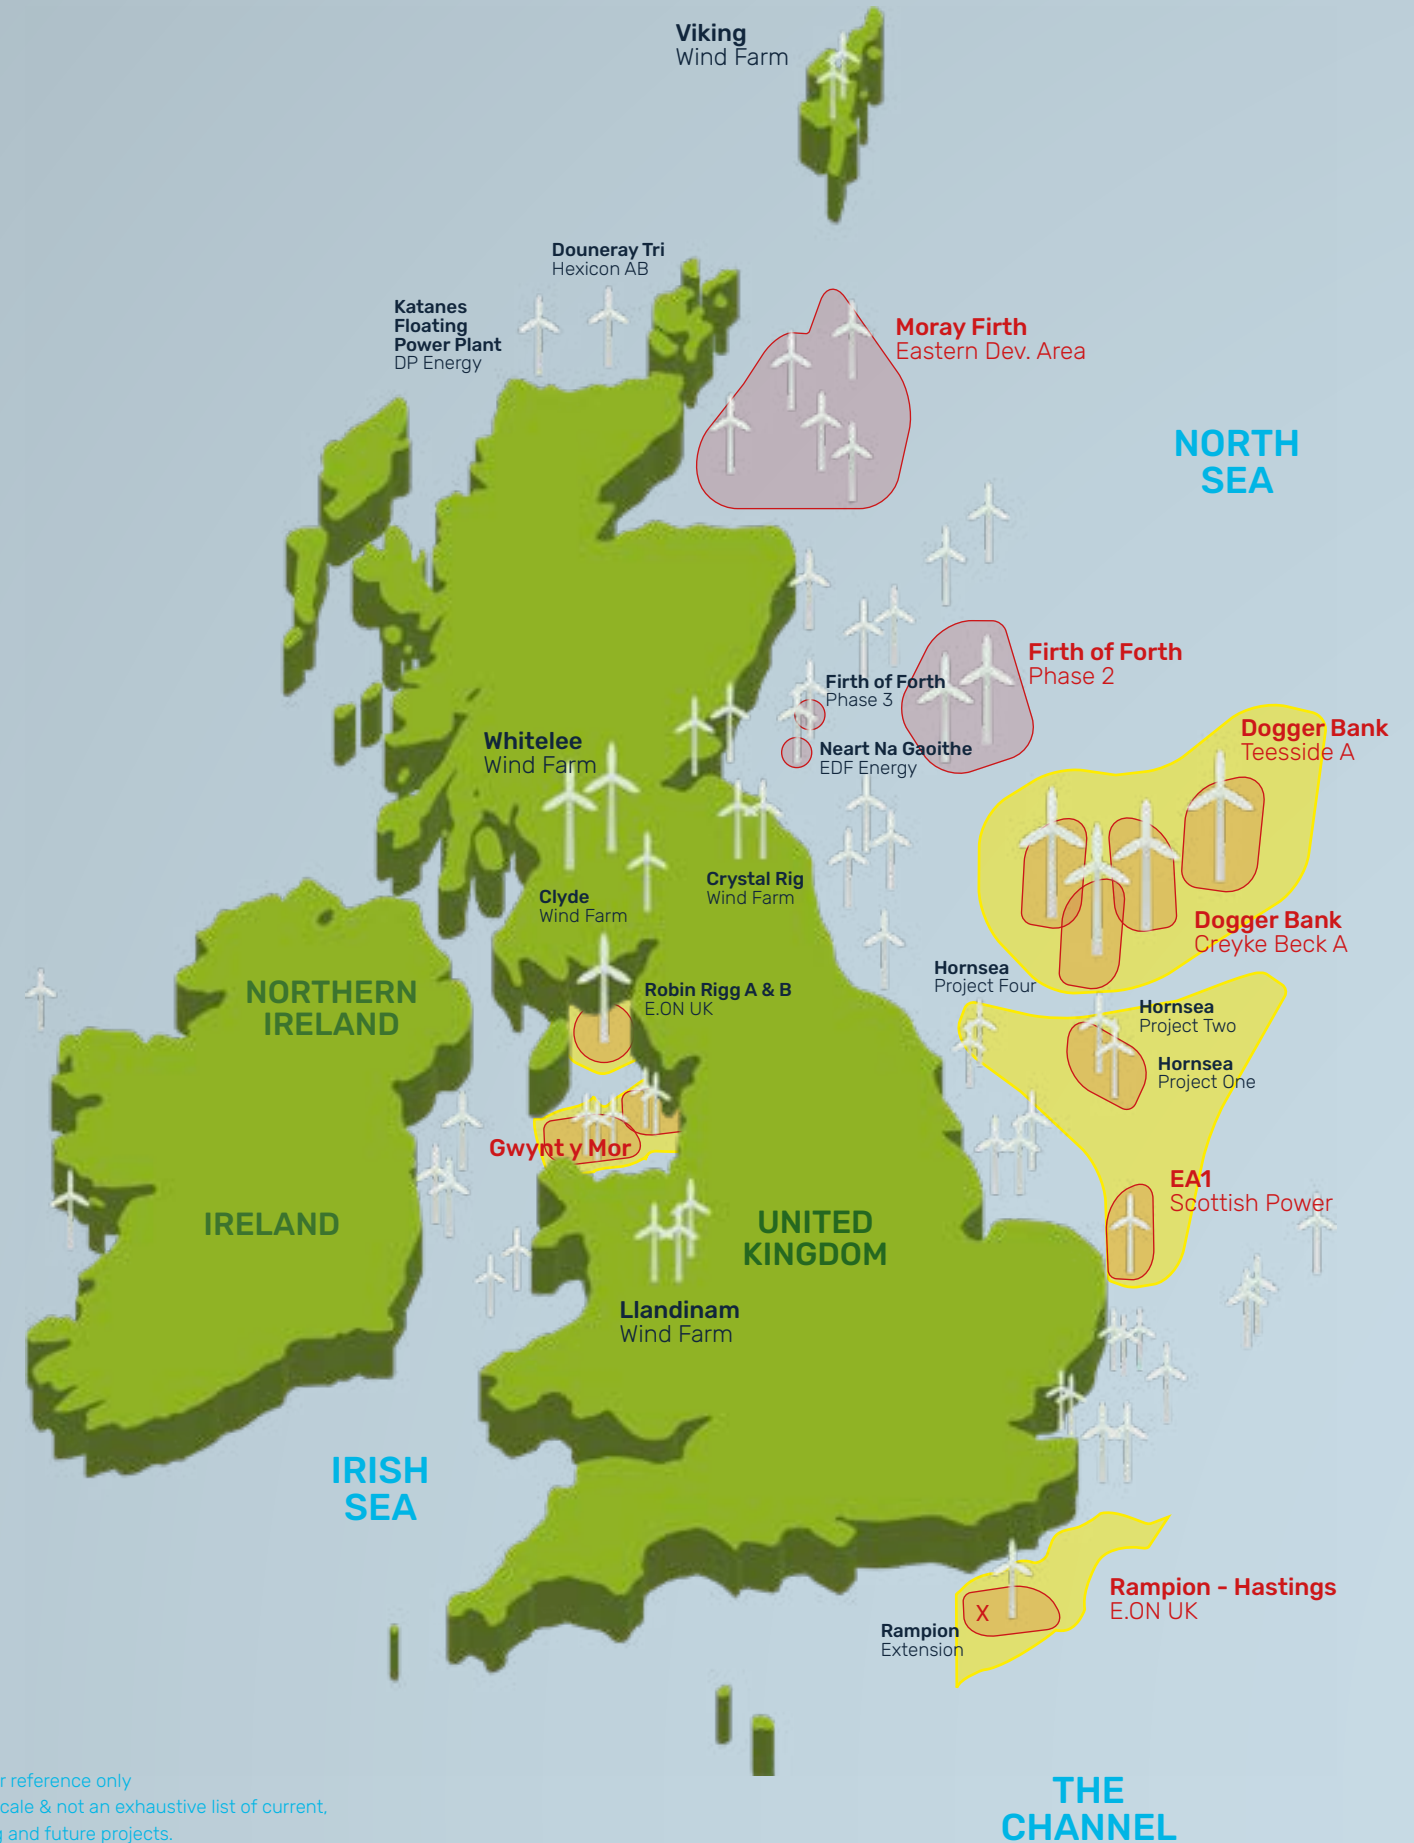 Viking
Wind Farm
Douneray Tri
Hexicon AB
Katanes
Floating
Power Plant
DP Energy
Moray Firth
Eastern Dev. Area
NORTH
SEA
Firth of Forth
Phase 2
Firth of Forth
Phase 3
Neart Na Gaoithe
EDF Energy
Whitelee
Wind Farm
Dogger Bank
Teesside A
Crystal Rig
Wind Farm
Clyde
Wind Farm
Dogger Bank
Creyke Beck A
Hornsea
Project Four
NORTHERN
IRELAND
Robin Rigg A & B
E.ON UK
Hornsea
Project Two
Hornsea
Project One
Gwynt y Mor
EA1
Scottish Power
IRELAND
UNITED
KINGDOM
Llandinam
Wind Farm
IRISH
SEA
Rampion - Hastings
E.ON UK
X
Rampion
Extension
r reference only
cale & not an exhaustive list of current,
g and future projects.
THE
CHANNEL